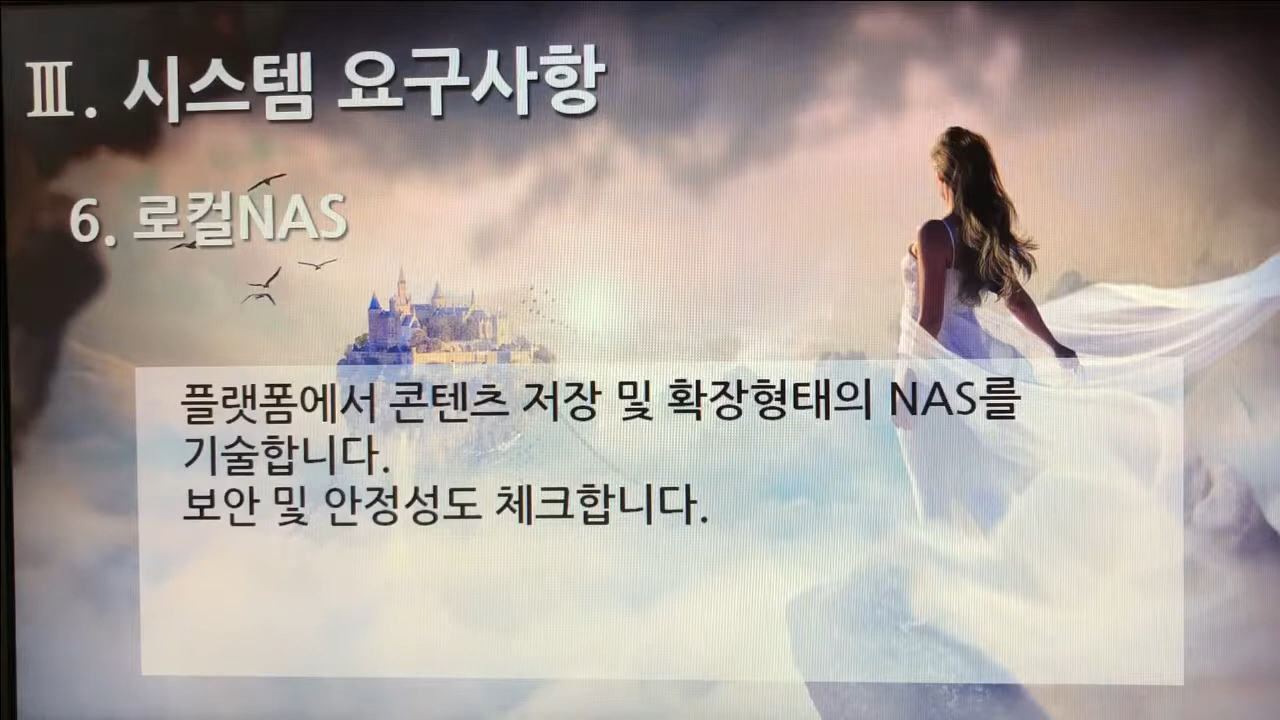 Ⅲ. 시스템 요구사항
6. 로컬NAS
플랫폼에서 콘텐츠 저장 및 확장형태의 NAS를
기술합니다.
보안 및 안정성도 체크합니다.